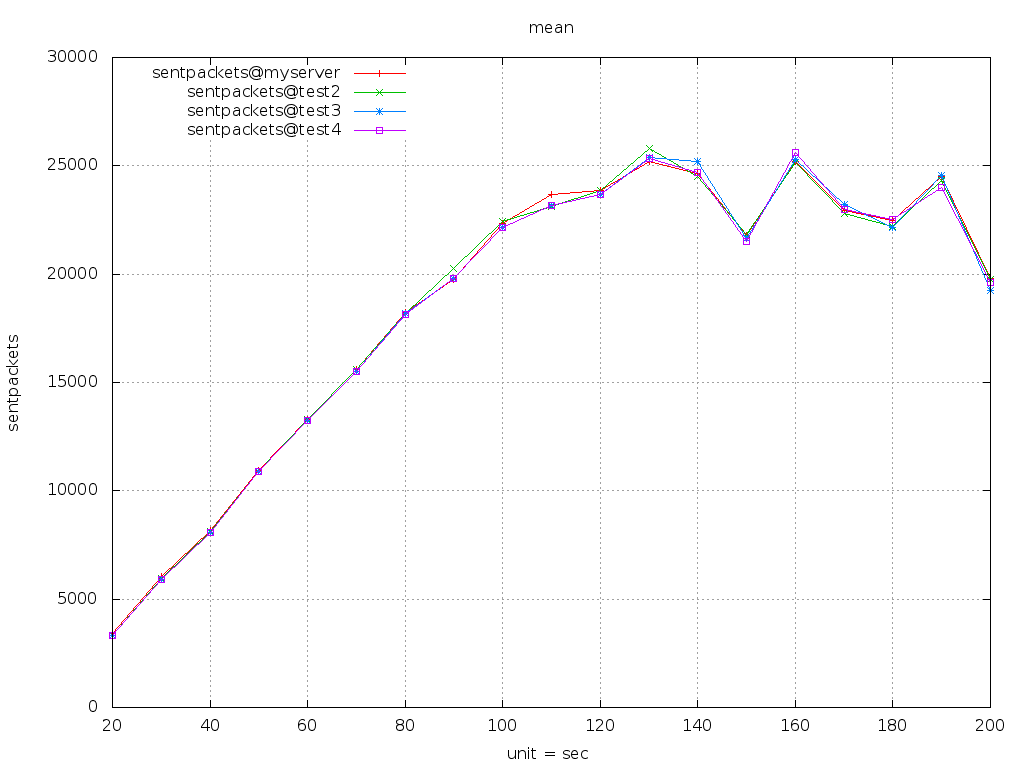 mean
30000
25000
20000
15000
10000
5000
0
sentpackets@myserver
sentpackets@test2
sentpackets@test3
sentpackets@test4
sentpackets
20 40 60 80 100 120 140 160 180 200
unit = sec